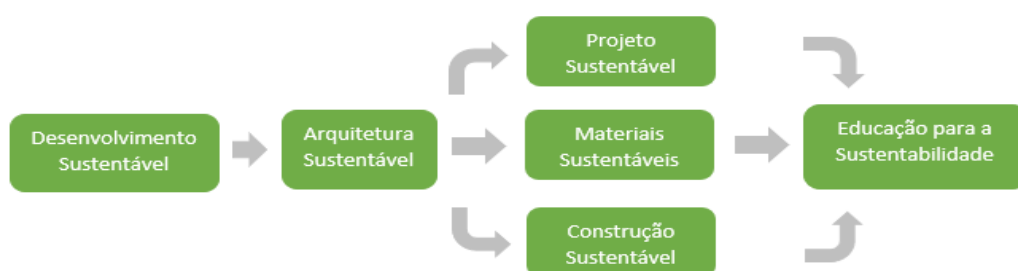 Desenvolvimento
Sustentável
Arquitetura
Sustentável
Projeto
Sustentável
Materiais
Sustentáveis
Construção
Sustentável
Educação para a
Sustentabilidade